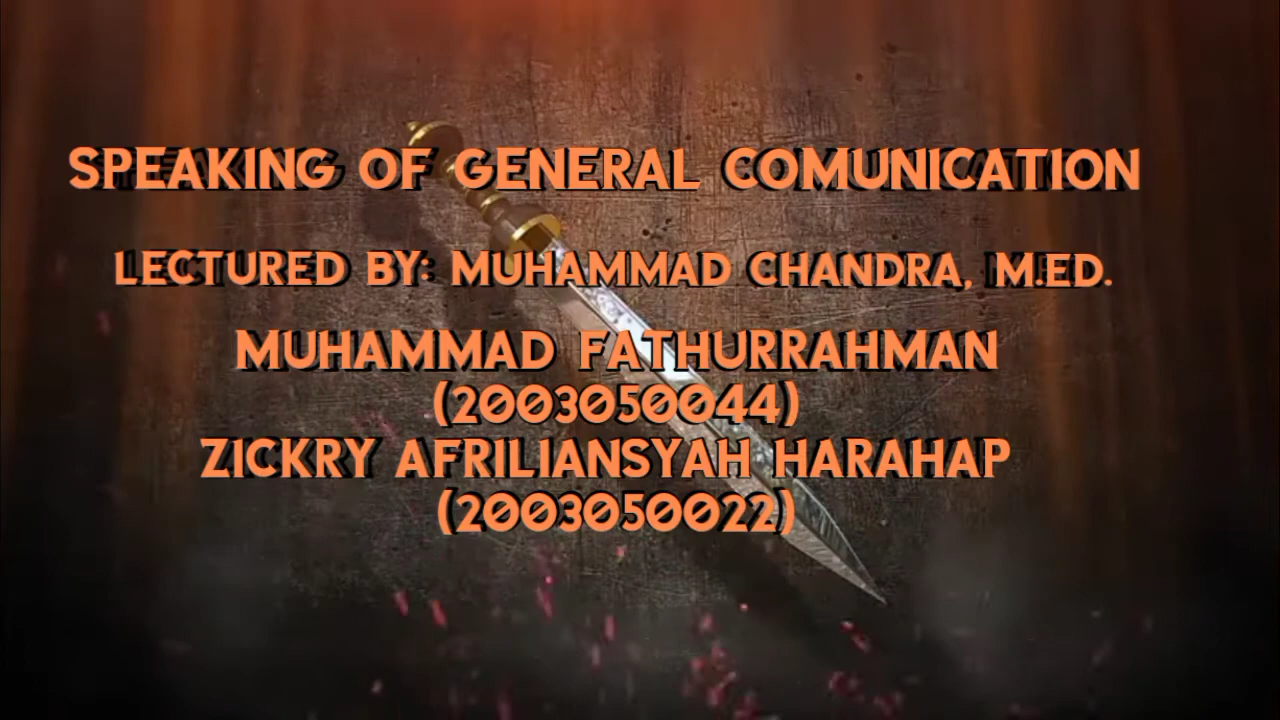 SPEAKING OF GENERAL COMUNICATION
LECTURED BY: MUHAMMAD CHANDRA, M.ED.
MUHAMMAD FATHURRAHMAN
(2003050044)
ZICKRY AFRILIANSYAH HARAHAP
(2003050022)